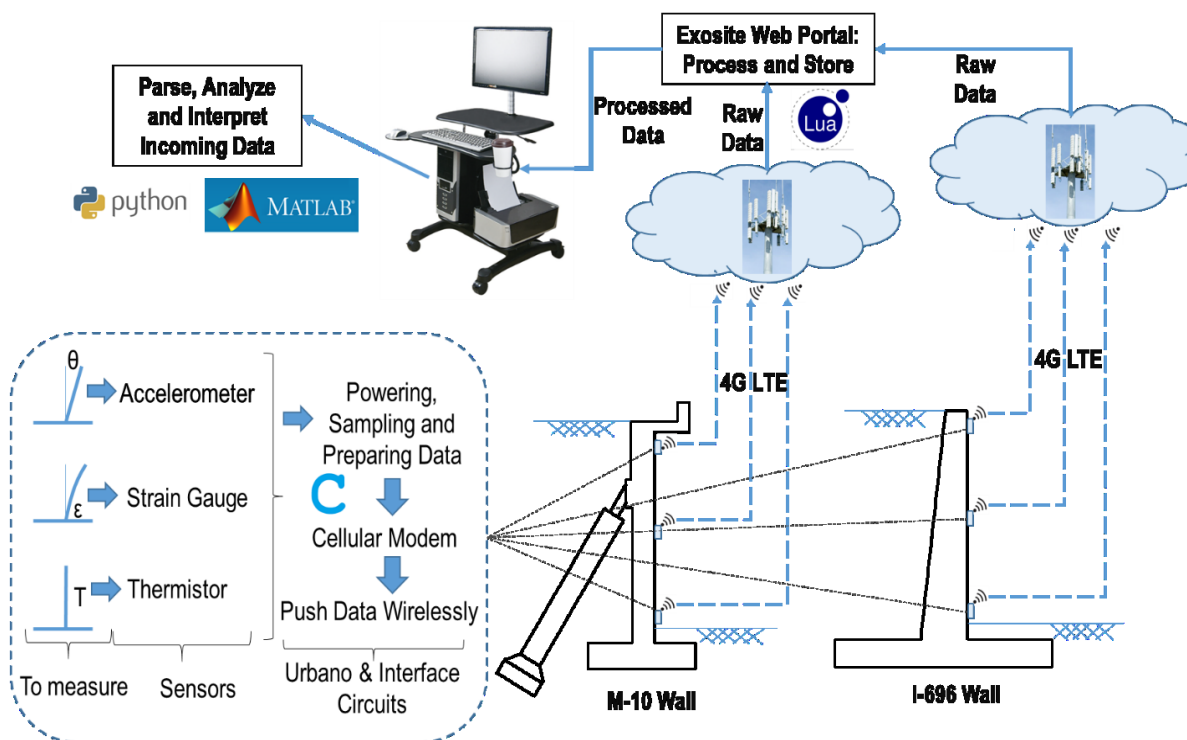 Exosite Web Portal:
Process and Store
Raw
Data
Parse, Analyze
and Interpret
Incoming Data
Processed
Data
Raw
Data
Lua
python
MATLAB®
4G LTE
4G LTE
θ
Accelerometer
ε
Strain Gauge
T
Thermistor
To measure
Sensors
Powering,
Sampling and
Preparing Data
C
Cellular Modem
Push Data Wirelessly
Urbano & Interface
Circuits
M-10 Wall
I-696 Wall